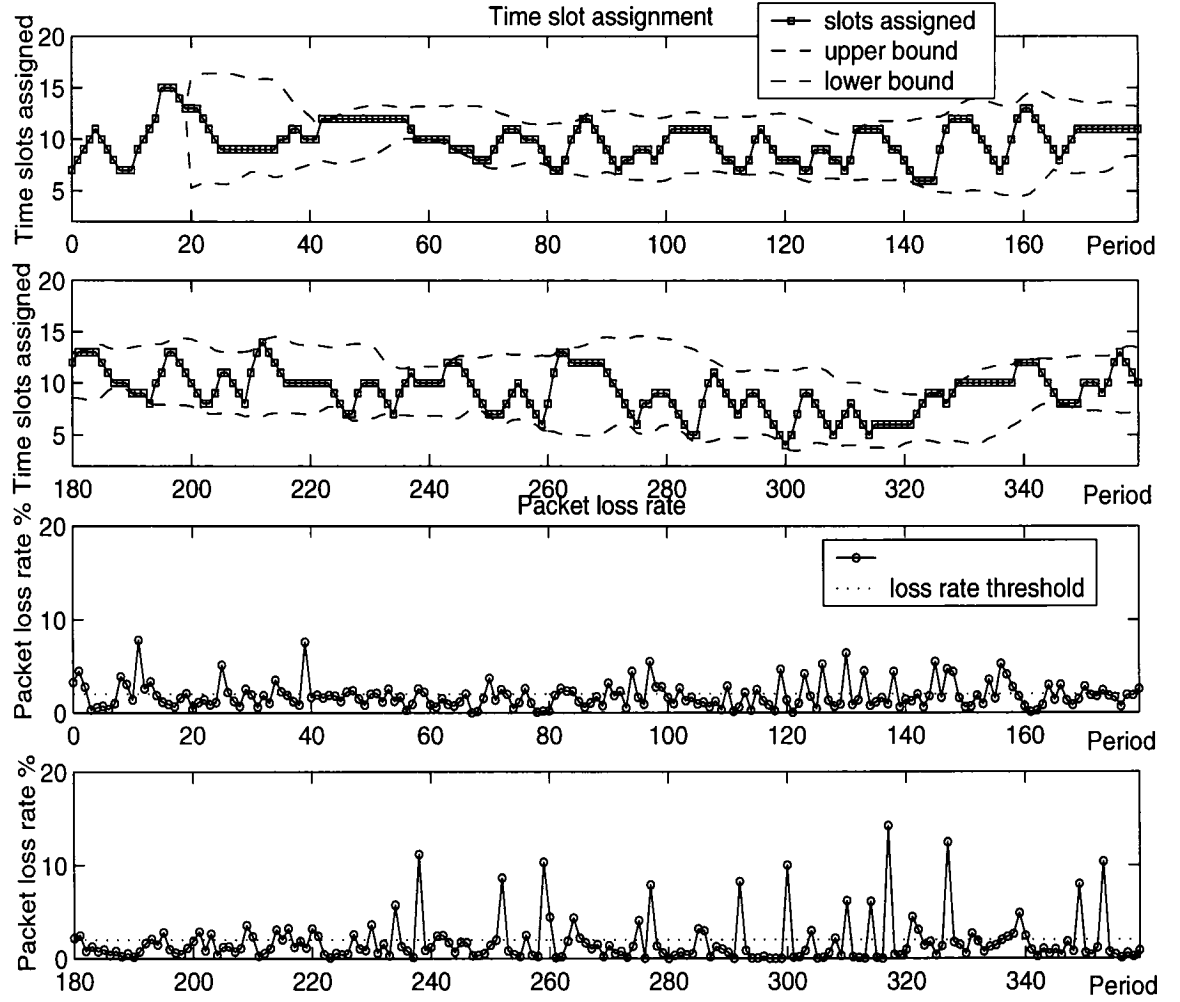 Time slot assignment
slots assigned
upper bound
lower bound
Time slots assigned
20
15
10
5
0 20 40 60 80 100 120 140 160 Period
Time slots assigned
20
15
10
5
180 200 220 240 260 280 300 320 340 Period
Packet loss rate
Packet loss rate %
20
10
0
loss rate threshold
0 20 40 60 80 100 120 140 160 Period
Packet loss rate %
20
10
0
180 200 220 240 260 280 300 320 340 Period